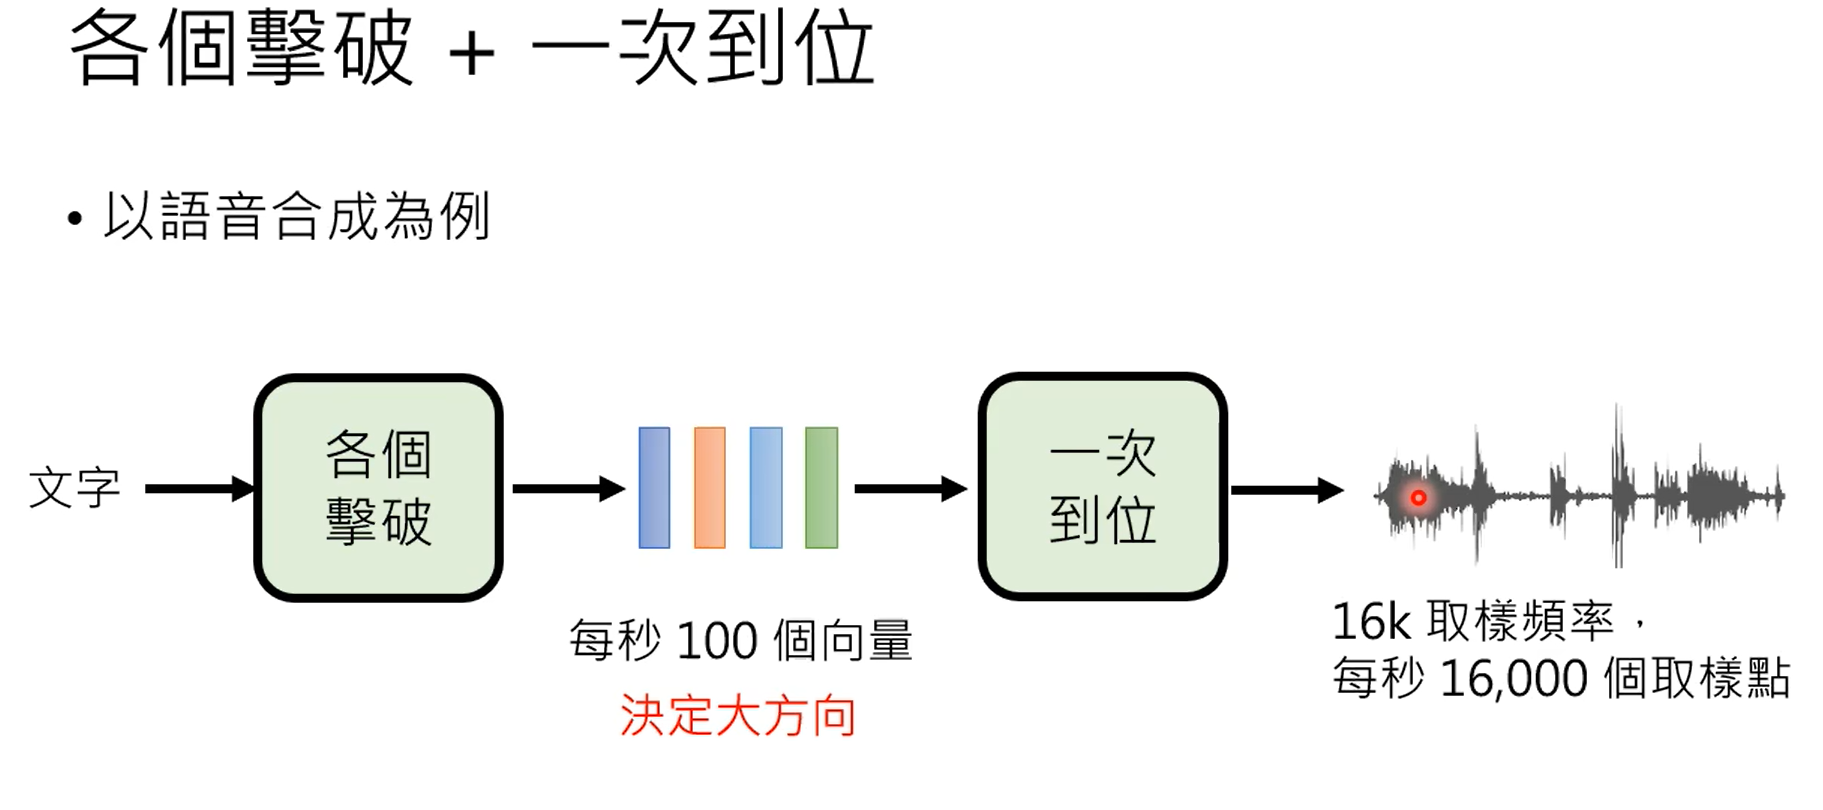 各個擊破 + 一次到位
• 以語音合成為例
文字
各個
擊破
每秒 100 個向量
決定大方向
一次
到位
16k 取樣頻率，
每秒 16,000 個取樣點